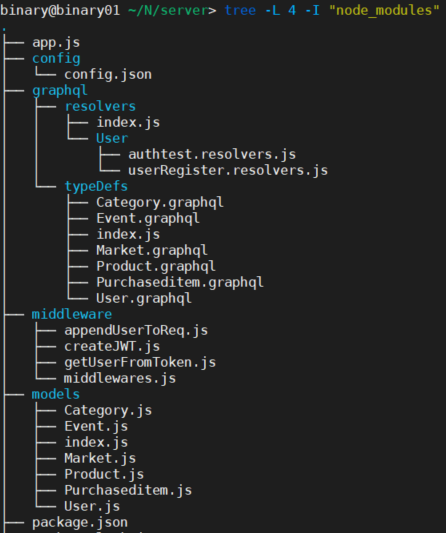 binary@binary01 ~/N/server> tree -L 4 -I "node_modules"
.
├── app.js
├── config
│   └── config.json
├── graphql
│   ├── resolvers
│   │   ├── index.js
│   │   └── User
│   │       ├── authtest.resolvers.js
│   │       └── userRegister.resolvers.js
│   └── typeDefs
│       ├── Category.graphql
│       ├── Event.graphql
│       ├── index.js
│       ├── Market.graphql
│       ├── Product.graphql
│       ├── Purchaseditem.graphql
│       └── User.graphql
├── middleware
│   ├── appendUserToReq.js
│   ├── createJWT.js
│   ├── getUserFromToken.js
│   └── middlewares.js
├── models
│   ├── Category.js
│   ├── Event.js
│   ├── index.js
│   ├── Market.js
│   ├── Product.js
│   ├── Purchaseditem.js
│   └── User.js
├── package.json